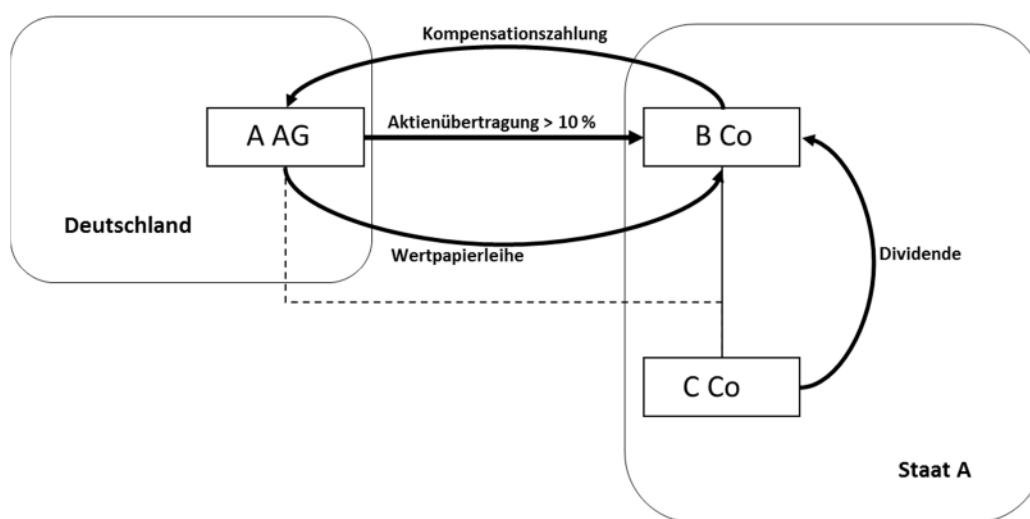 Kompensationszahlung
A AG
Aktienübertragung > 10 %
B Co
Deutschland
Wertpapierleihe
Dividende
C Co
Staat A